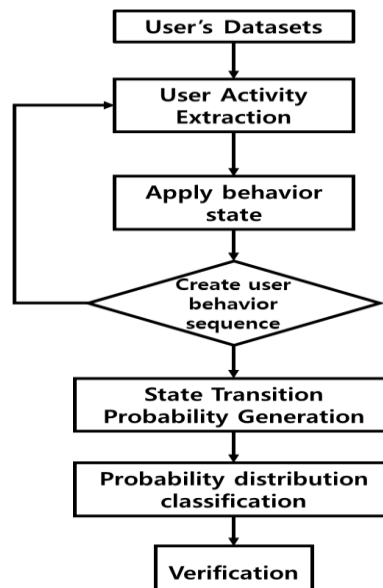 User's Datasets
User Activity
Extraction
Apply behavior
state
Create user
behavior
sequence
State Transition
Probability Generation
Probability distribution
classification
Verification